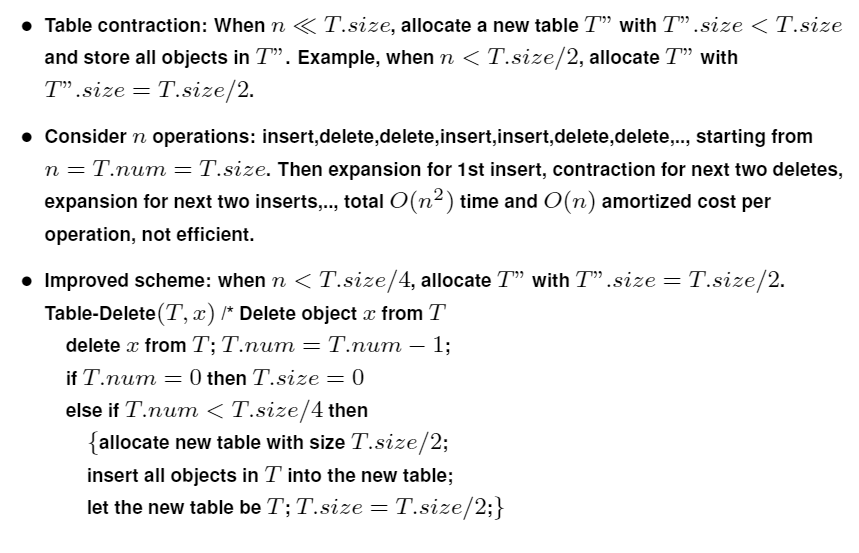 • Table contraction: When n ≪ T.size, allocate a new table T” with T”.size < T.size
and store all objects in T”. Example, when n < T.size/2, allocate T” with
T”.size = T.size/2.
• Consider n operations: insert,delete,delete,insert,insert,delete,delete,.., starting from
n = T.num = T.size. Then expansion for 1st insert, contraction for next two deletes,
expansion for next two inserts,.., total O(n²) time and O(n) amortized cost per
operation, not efficient.
• Improved scheme: when n < T.size/4, allocate T” with T”.size = T.size/2.
Table-Delete(T, x) /* Delete object x from T
delete x from T; T.num = T.num − 1;
if T.num = 0 then T.size = 0
else if T.num < T.size/4 then
{allocate new table with size T.size/2;
insert all objects in T into the new table;
let the new table be T; T.size = T.size/2;}